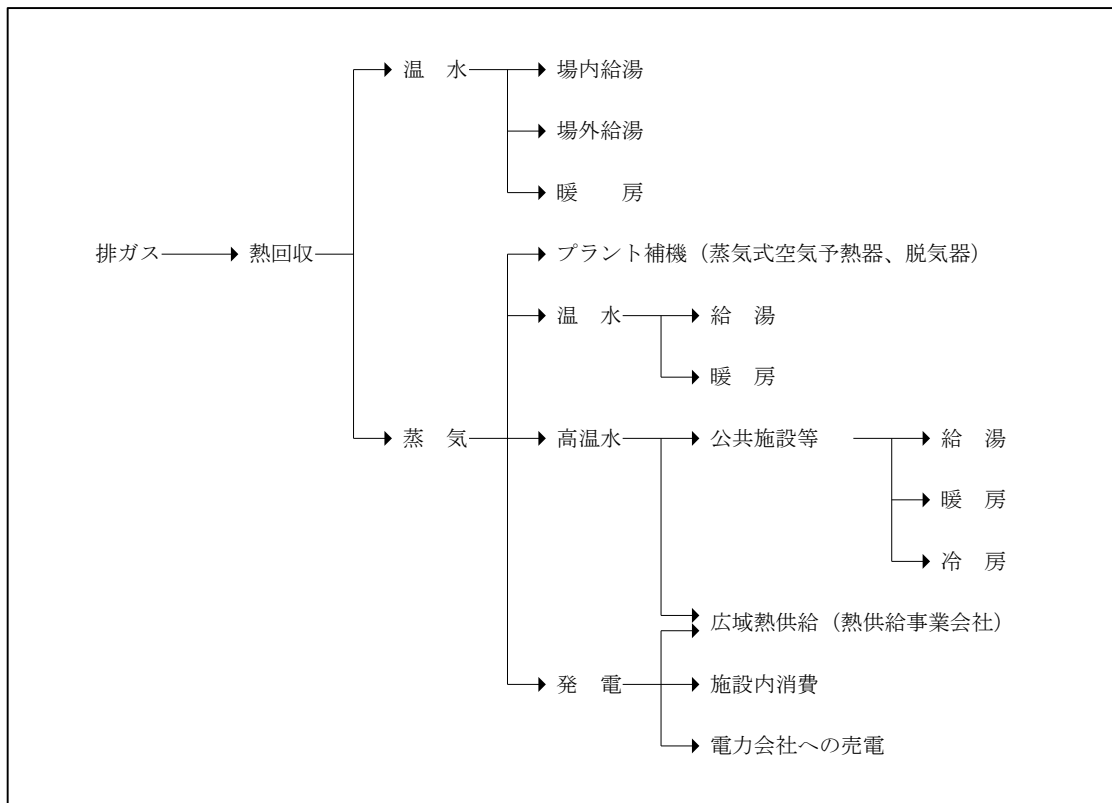 温　水
場内給湯
場外給湯
暖　房
排ガス
熱回収
プラント補機（蒸気式空気予熱器、脱気器）
温　水
給　湯
暖　房
蒸　気
高温水
公共施設等
給　湯
暖　房
冷　房
広域熱供給（熱供給事業会社）
発　電
施設内消費
電力会社への売電